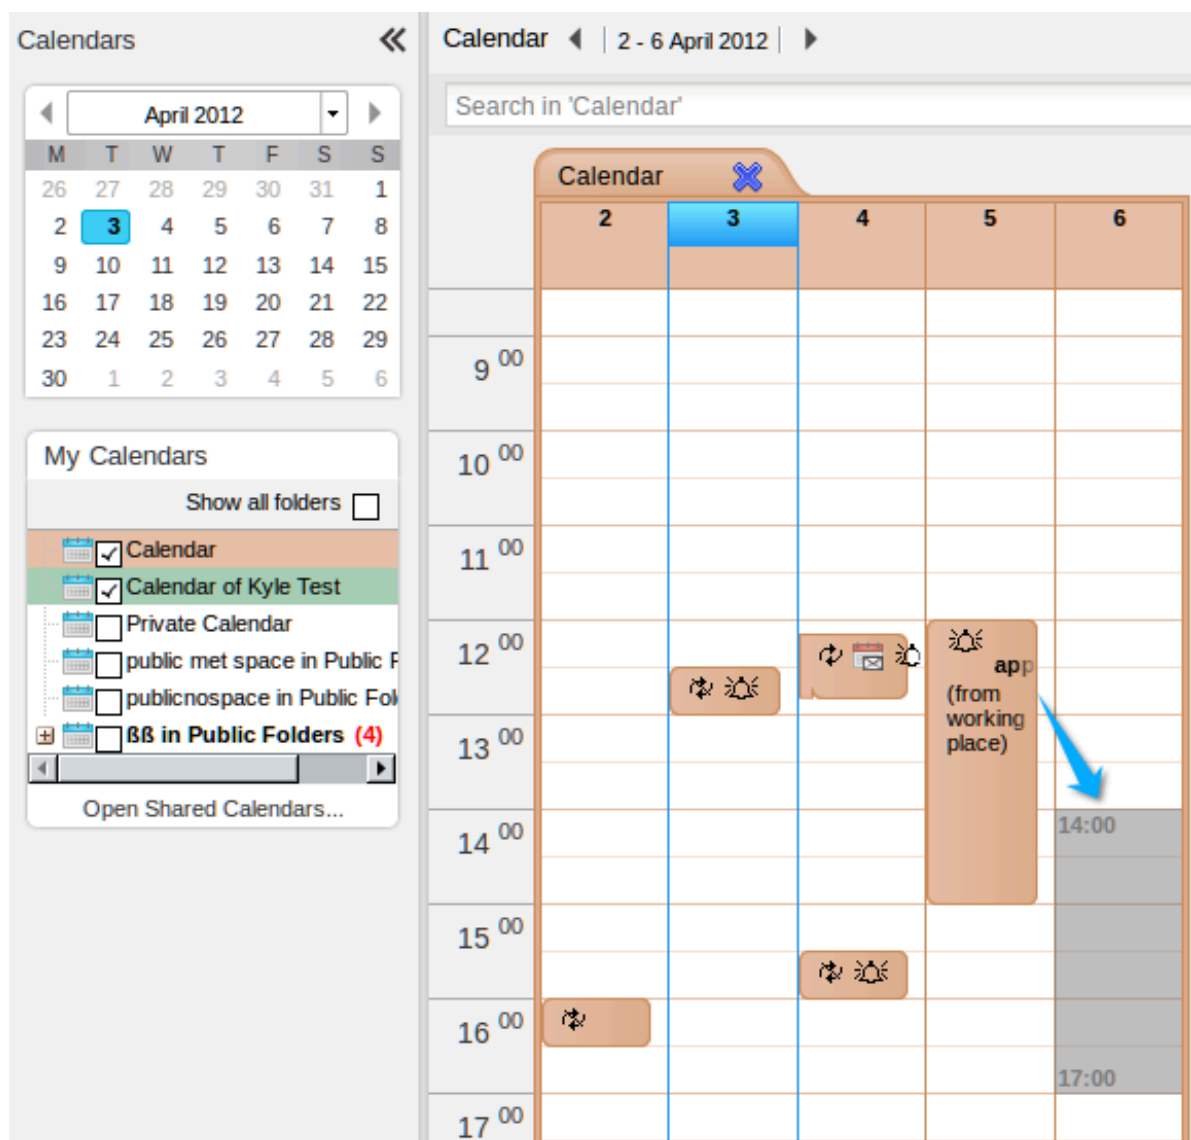 Calendars
April 2012
M T W T F S S
26 27 28 29 30 31 1
2 3 4 5 6 7 8
9 10 11 12 13 14 15
16 17 18 19 20 21 22
23 24 25 26 27 28 29
30 1 2 3 4 5 6
My Calendars
Show all folders
Calendar
Calendar of Kyle Test
Private Calendar
public met space in Public F
publicnospace in Public Fol
ßß in Public Folders (4)
Open Shared Calendars...
Calendar 2 - 6 April 2012
Search in 'Calendar'
Calendar
2 3 4 5 6
9 00
10 00
11 00
12 00
app
(from
working
place)
13 00
14 00
14:00
15 00
16 00
17:00
17 00